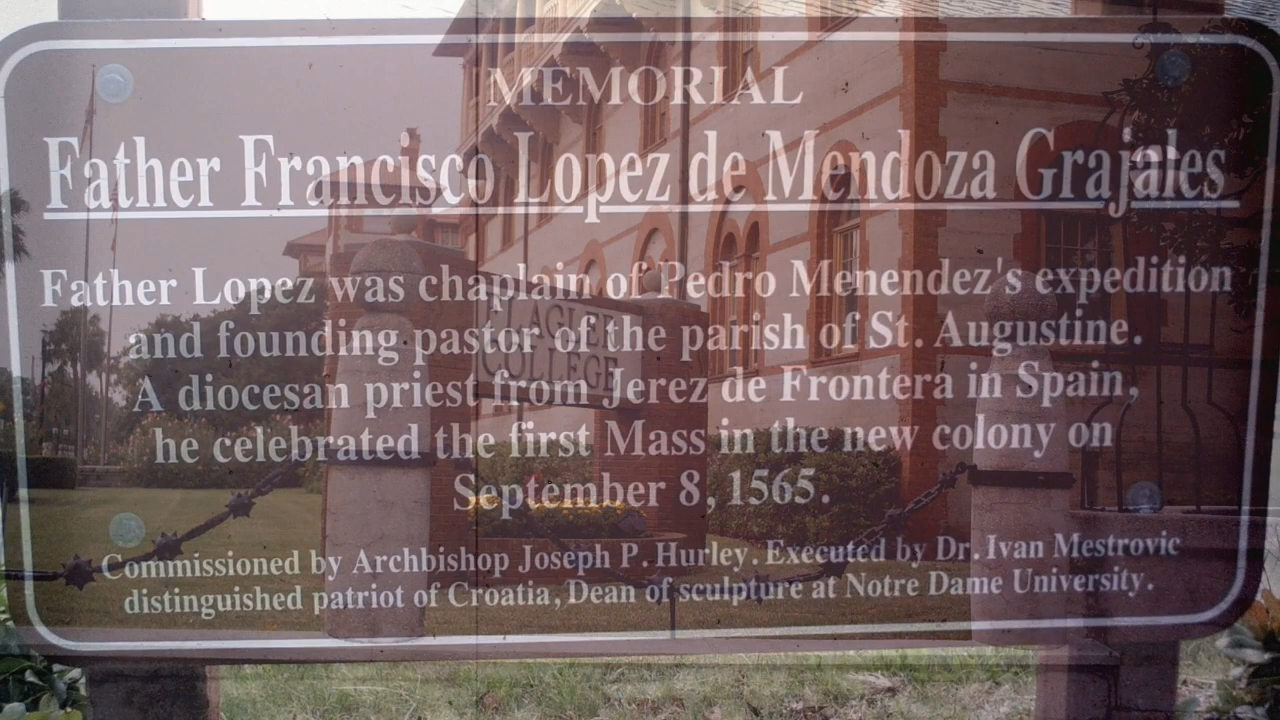 MEMORIAL
Father Francisco Lopez de Mendoza Grajales
Father Lopez was chaplain of Pedro Menendez's expedition
and founding pastor of the parish of St. Augustine.
A diocesan priest from Jerez de Frontera in Spain,
he celebrated the first Mass in the new colony on
September 8, 1565.
Commissioned by Archbishop Joseph P. Hurley. Executed by Dr. Ivan Mestrovic
distinguished patriot of Croatia, Dean of sculpture at Notre Dame University.
FLAGLER
COLLEGE